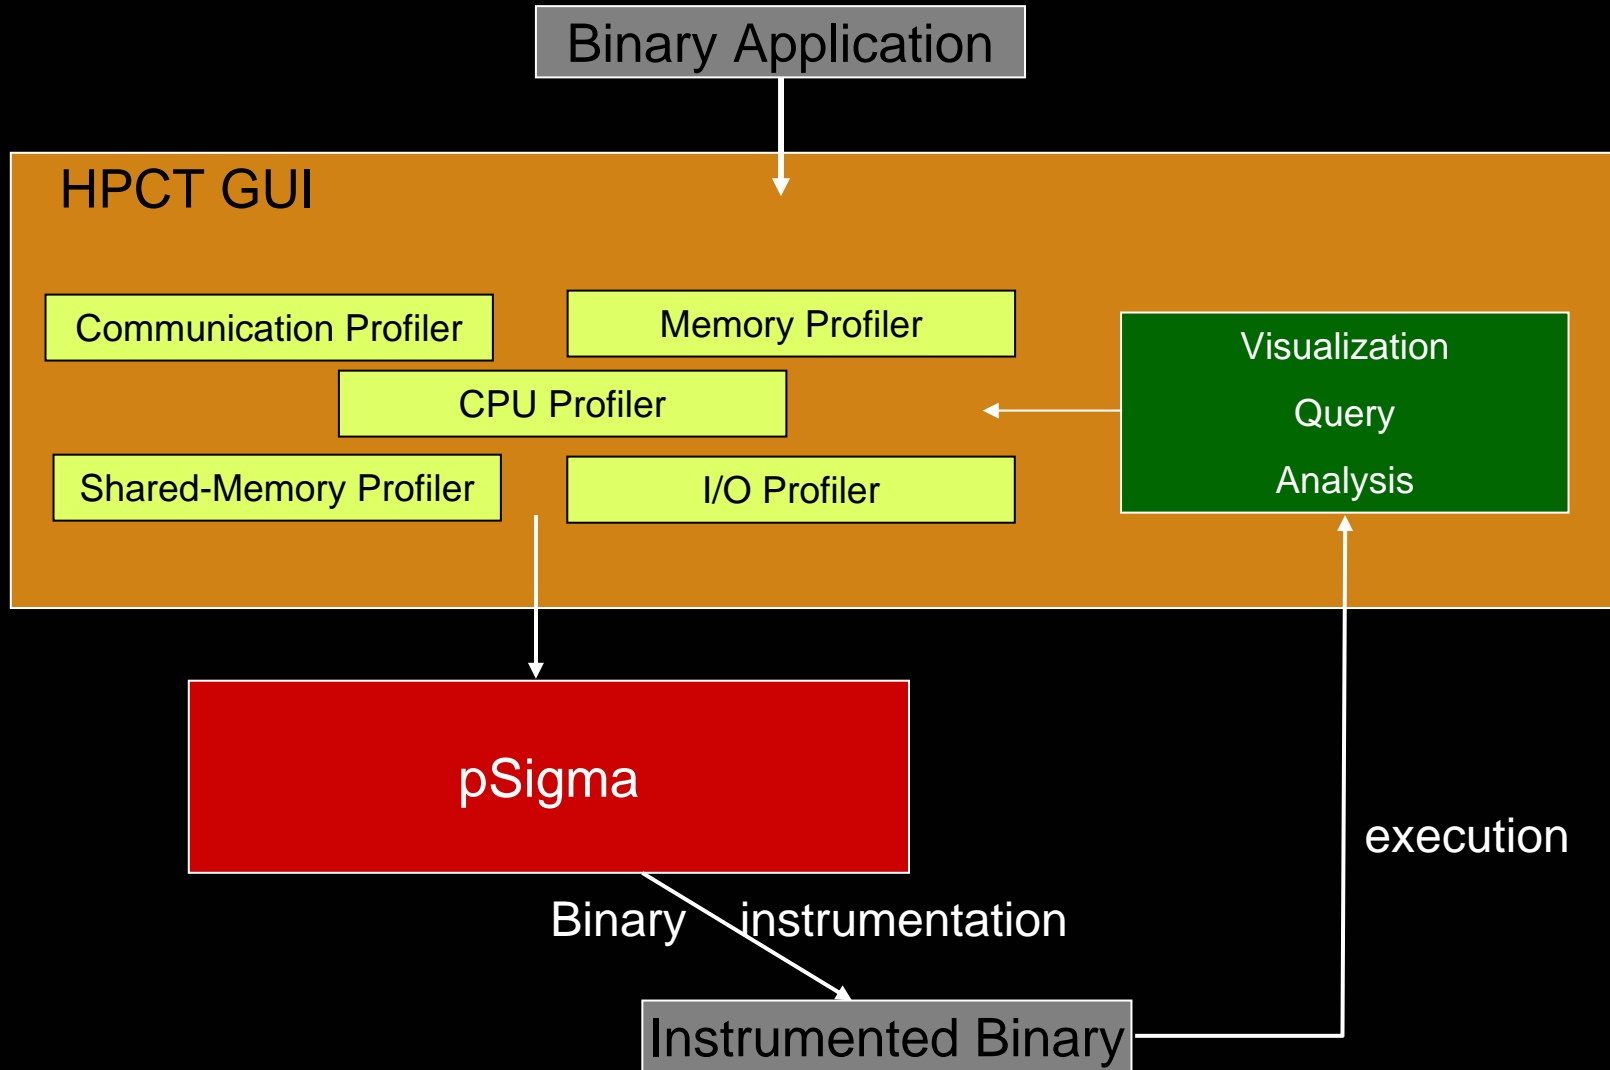 Binary Application
HPCT GUI
Communication Profiler
Memory Profiler
CPU Profiler
Shared-Memory Profiler
I/O Profiler
Visualization
Query
Analysis
pSigma
execution
Binary instrumentation
Instrumented Binary